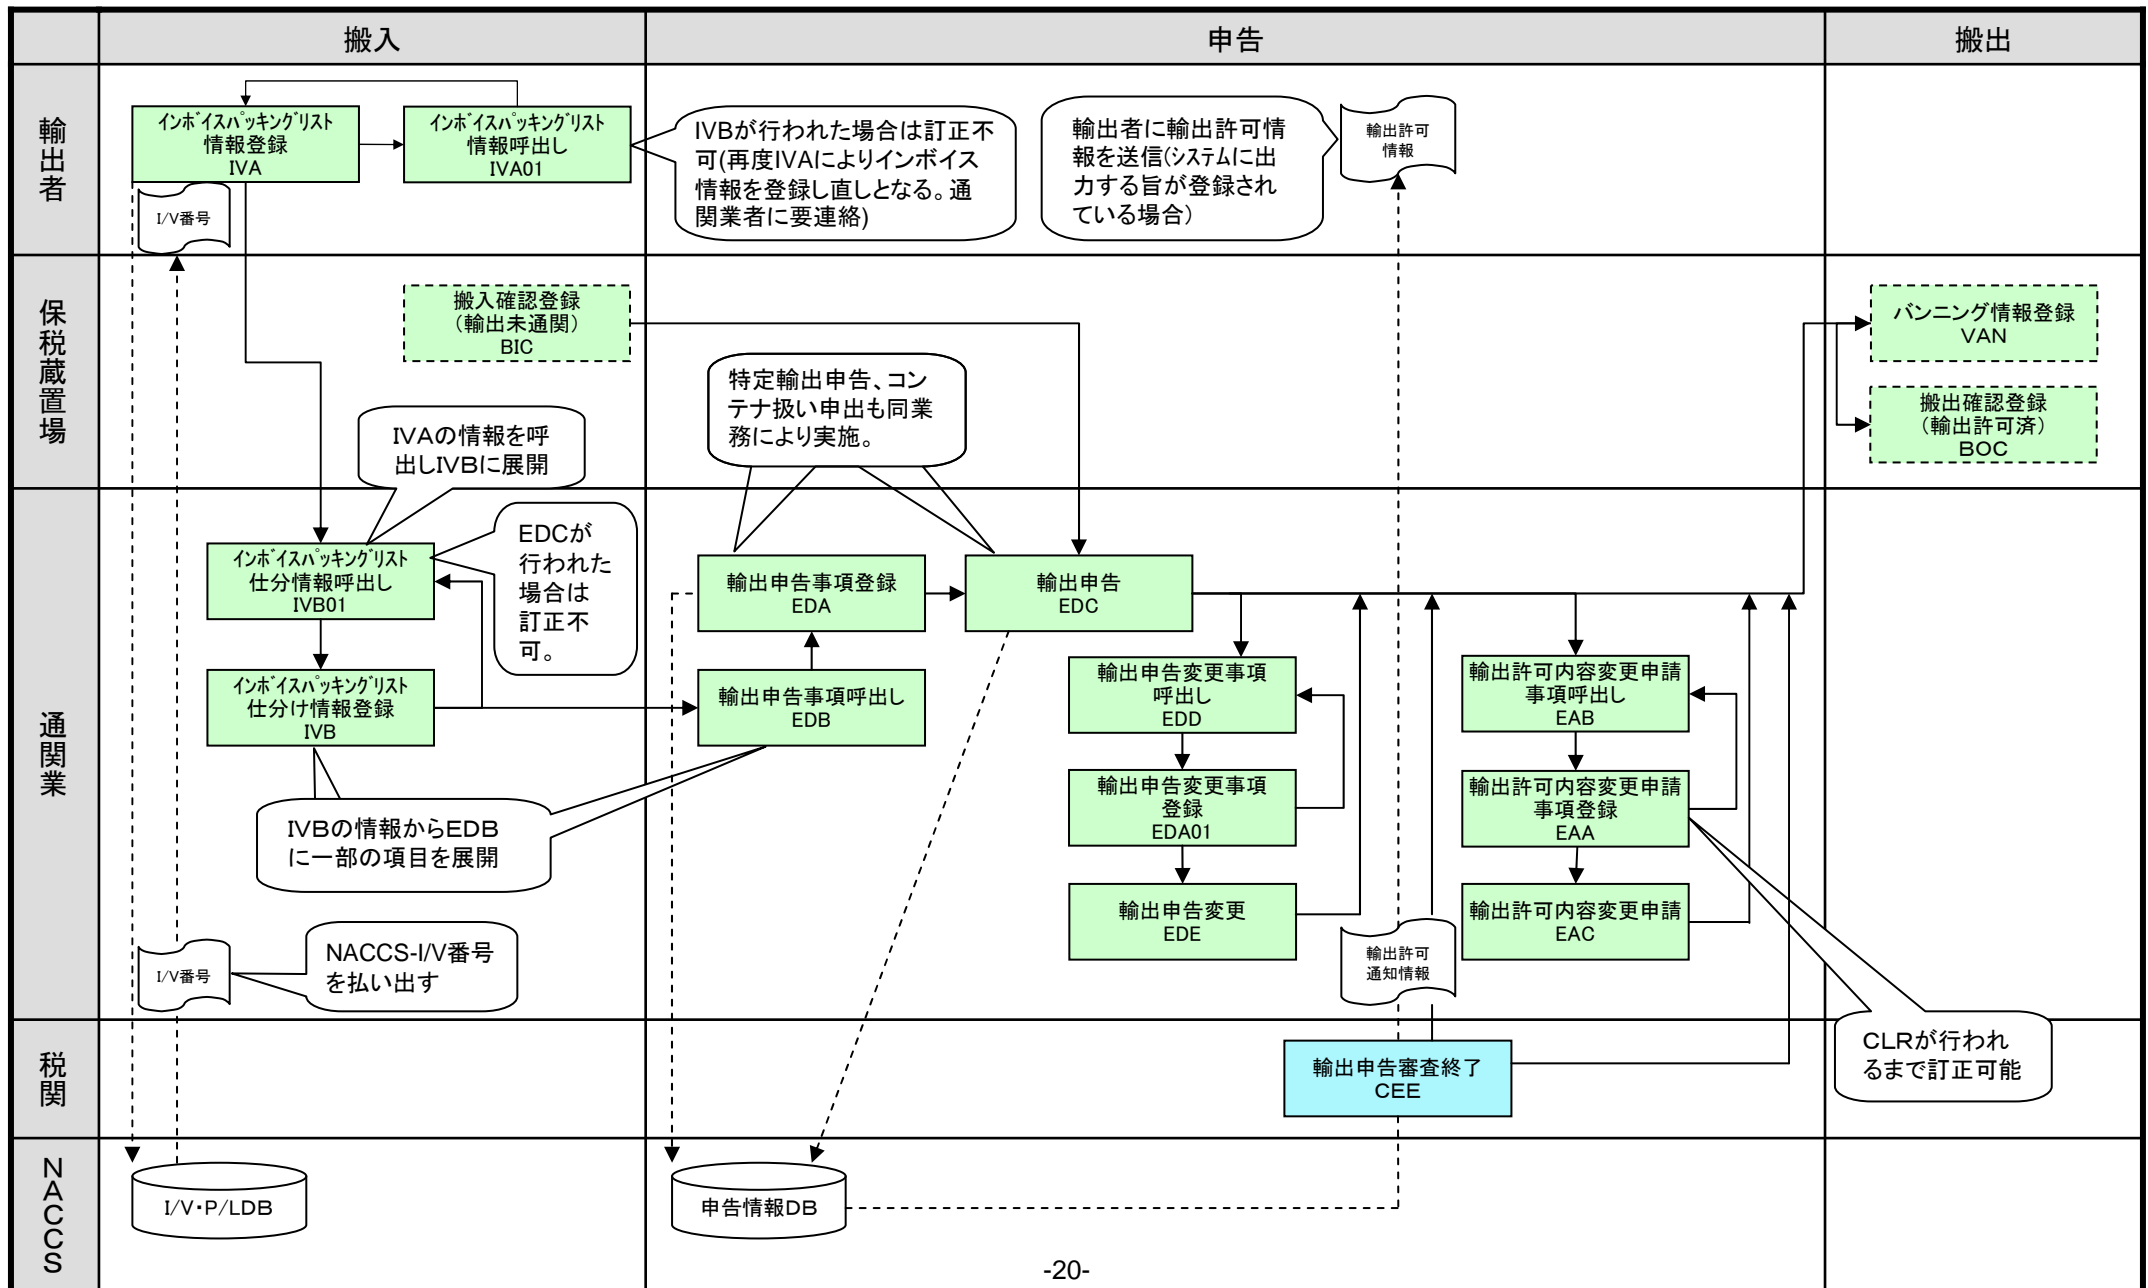 搬入
申告
搬出
輸出者
ｲﾝﾎﾞｲｽﾊﾟｯｷﾝｸﾞﾘｽﾄ
情報登録
IVA
ｲﾝﾎﾞｲｽﾊﾟｯｷﾝｸﾞﾘｽﾄ
情報呼出し
IVA01
IVBが行われた場合は訂正不
可(再度IVAによりインボイス
情報を登録し直しとなる。通
関業者に要連絡)
輸出者に輸出許可情
報を送信(ｼｽﾃﾑに出
力する旨が登録され
ている場合）
輸出許可
情報
I/V番号
保税蔵置場
搬入確認登録
（輸出未通関）
BIC
バンニング情報登録
VAN
搬出確認登録
（輸出許可済）
BOC
特定輸出申告、コン
テナ扱い申出も同業
務により実施。
IVAの情報を呼
出しIVBに展開
通関業
ｲﾝﾎﾞｲｽﾊﾟｯｷﾝｸﾞﾘｽﾄ
仕分情報呼出し
IVB01
EDCが
行われた
場合は
訂正不
可。
ｲﾝﾎﾞｲｽﾊﾟｯｷﾝｸﾞﾘｽﾄ
仕分け情報登録
IVB
輸出申告事項登録
EDA
輸出申告
EDC
輸出申告事項呼出し
EDB
輸出申告変更事項
呼出し
EDD
輸出許可内容変更申請
事項呼出し
EAB
輸出申告変更事項
登録
EDA01
輸出許可内容変更申請
事項登録
EAA
IVBの情報からEDB
に一部の項目を展開
輸出申告変更
EDE
輸出許可内容変更申請
EAC
I/V番号
NACCS-I/V番号
を払い出す
輸出許可
通知情報
税関
輸出申告審査終了
CEE
CLRが行われ
るまで訂正可能
NACCS
I/V・P/LDB
申告情報DB
-20-